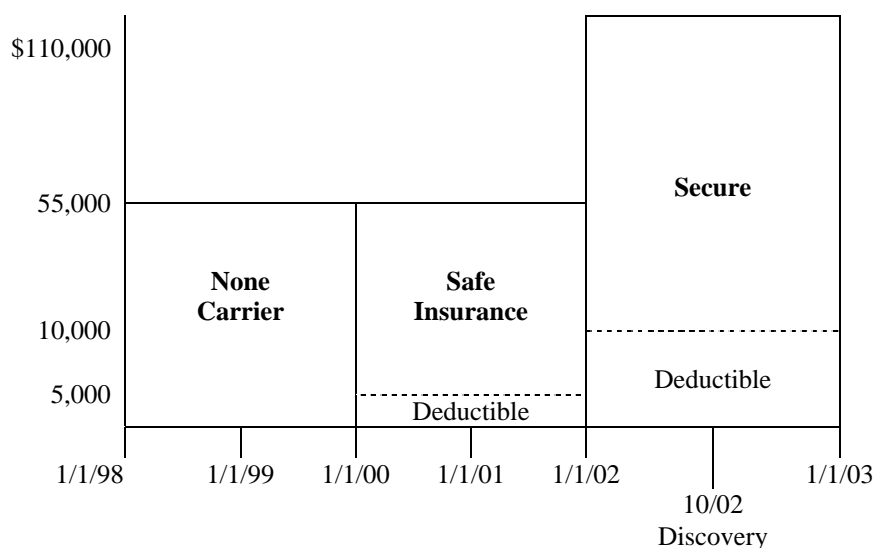 $110,000
Secure
55,000
None
Carrier
Safe
Insurance
10,000
Deductible
5,000
Deductible
1/1/98 1/1/99 1/1/00 1/1/01 1/1/02 1/1/03
10/02
Discovery